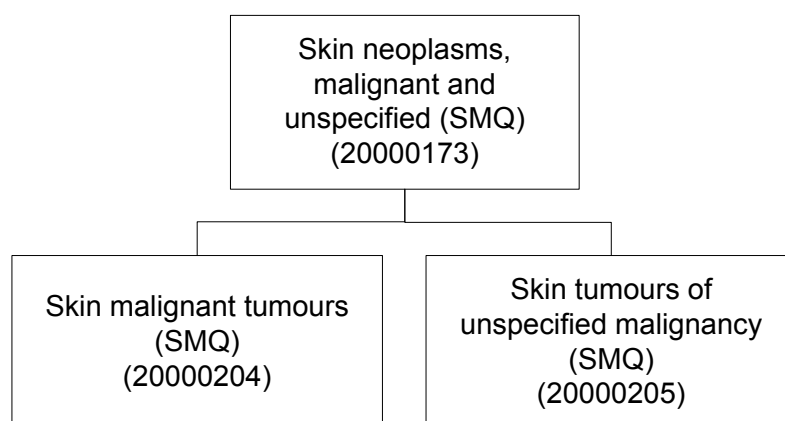 Skin neoplasms,
malignant and
unspecified (SMQ)
(20000173)
Skin malignant tumours
(SMQ)
(20000204)
Skin tumours of
unspecified malignancy
(SMQ)
(20000205)